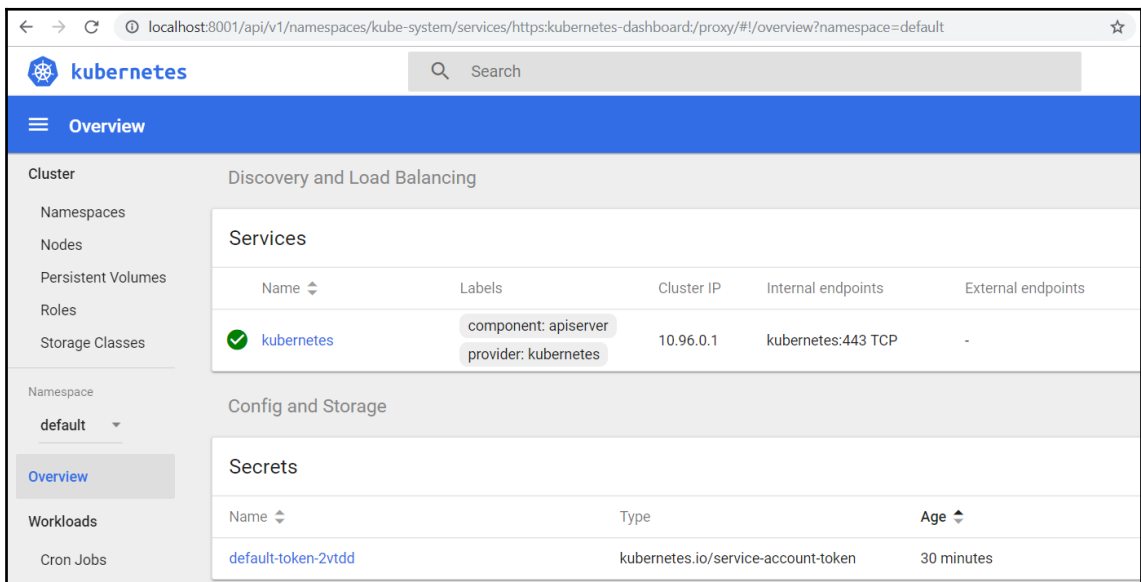 localhost:8001/api/v1/namespaces/kube-system/services/https:kubernetes-dashboard:/proxy/#!/overview?namespace=default
kubernetes
Search
Overview
Cluster
Namespaces
Nodes
Persistent Volumes
Roles
Storage Classes
Namespace
default
Overview
Workloads
Cron Jobs
Discovery and Load Balancing
Services
Name Labels Cluster IP Internal endpoints External endpoints
kubernetes component: apiserver 10.96.0.1 kubernetes:443 TCP -
provider: kubernetes
Config and Storage
Secrets
Name Type Age
default-token-2vtdd kubernetes.io/service-account-token 30 minutes